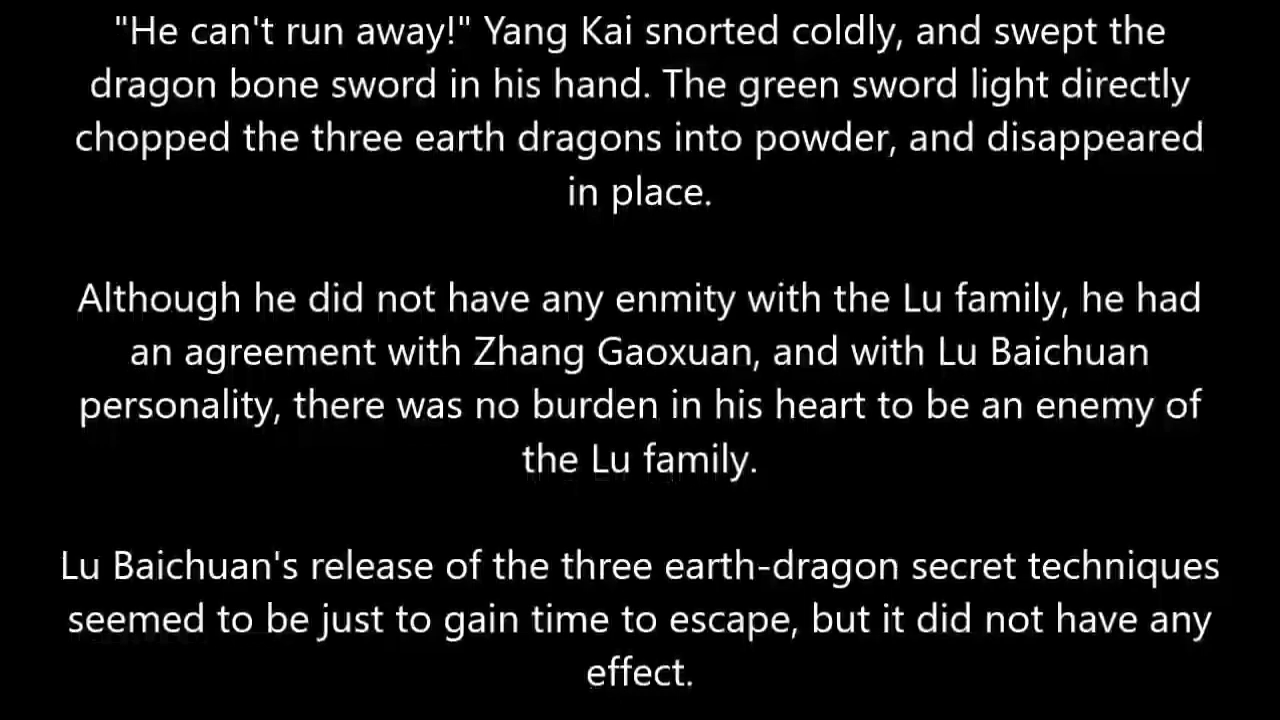 "He can't run away!" Yang Kai snorted coldly, and swept the
dragon bone sword in his hand. The green sword light directly
chopped the three earth dragons into powder, and disappeared
in place.
Although he did not have any enmity with the Lu family, he had
an agreement with Zhang Gaoxuan, and with Lu Baichuan
personality, there was no burden in his heart to be an enemy of
the Lu family.
Lu Baichuan's release of the three earth-dragon secret techniques
seemed to be just to gain time to escape, but it did not have any
effect.